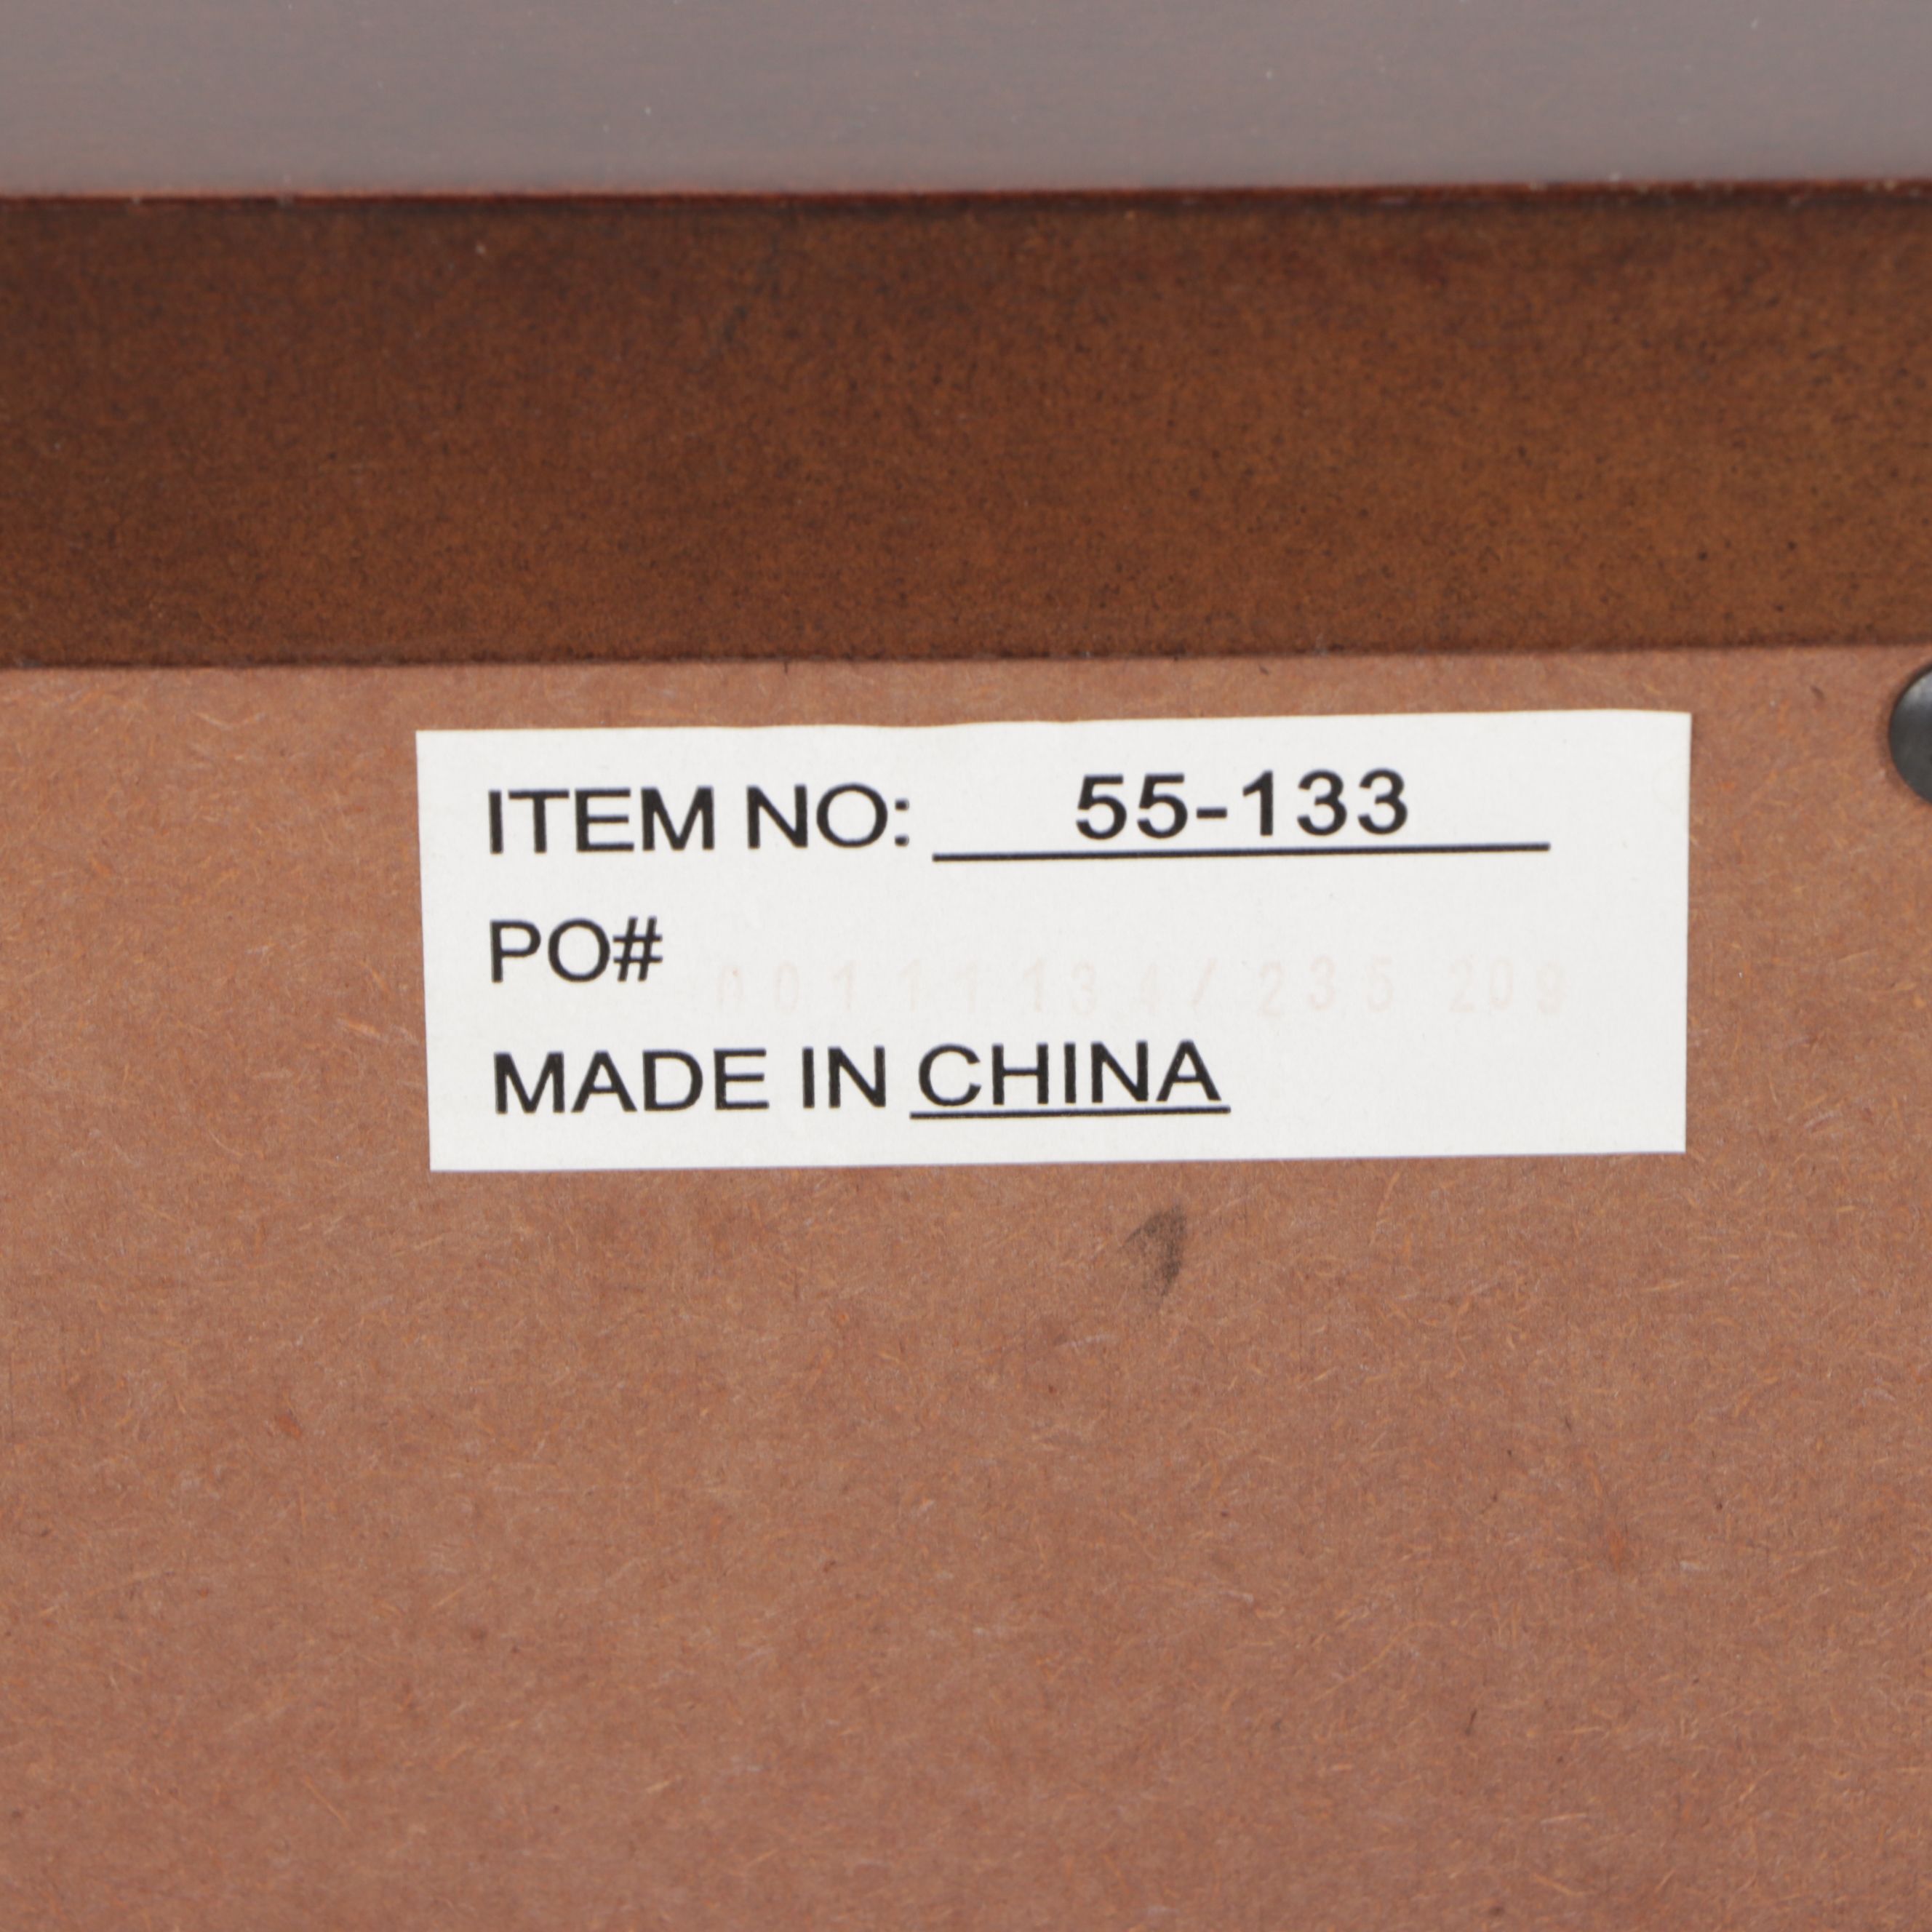 ITEM NO: 55-133
PO#
MADE IN CHINA